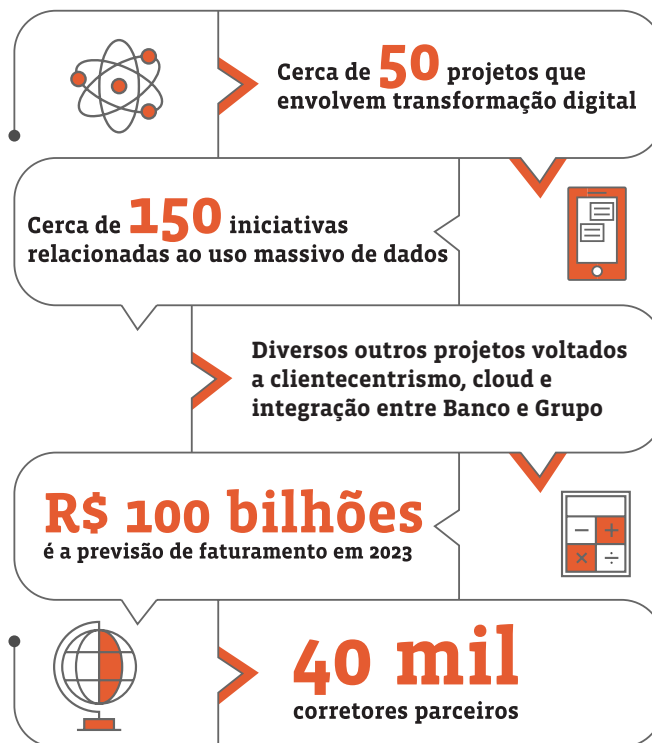 Cerca de 50 projetos que
envolvem transformação digital
Cerca de 150 iniciativas
relacionadas ao uso massivo de dados
Diversos outros projetos voltados
a clientecentrismo, cloud e
integração entre Banco e Grupo
R$ 100 bilhões
é a previsão de faturamento em 2023
40 mil
corretores parceiros